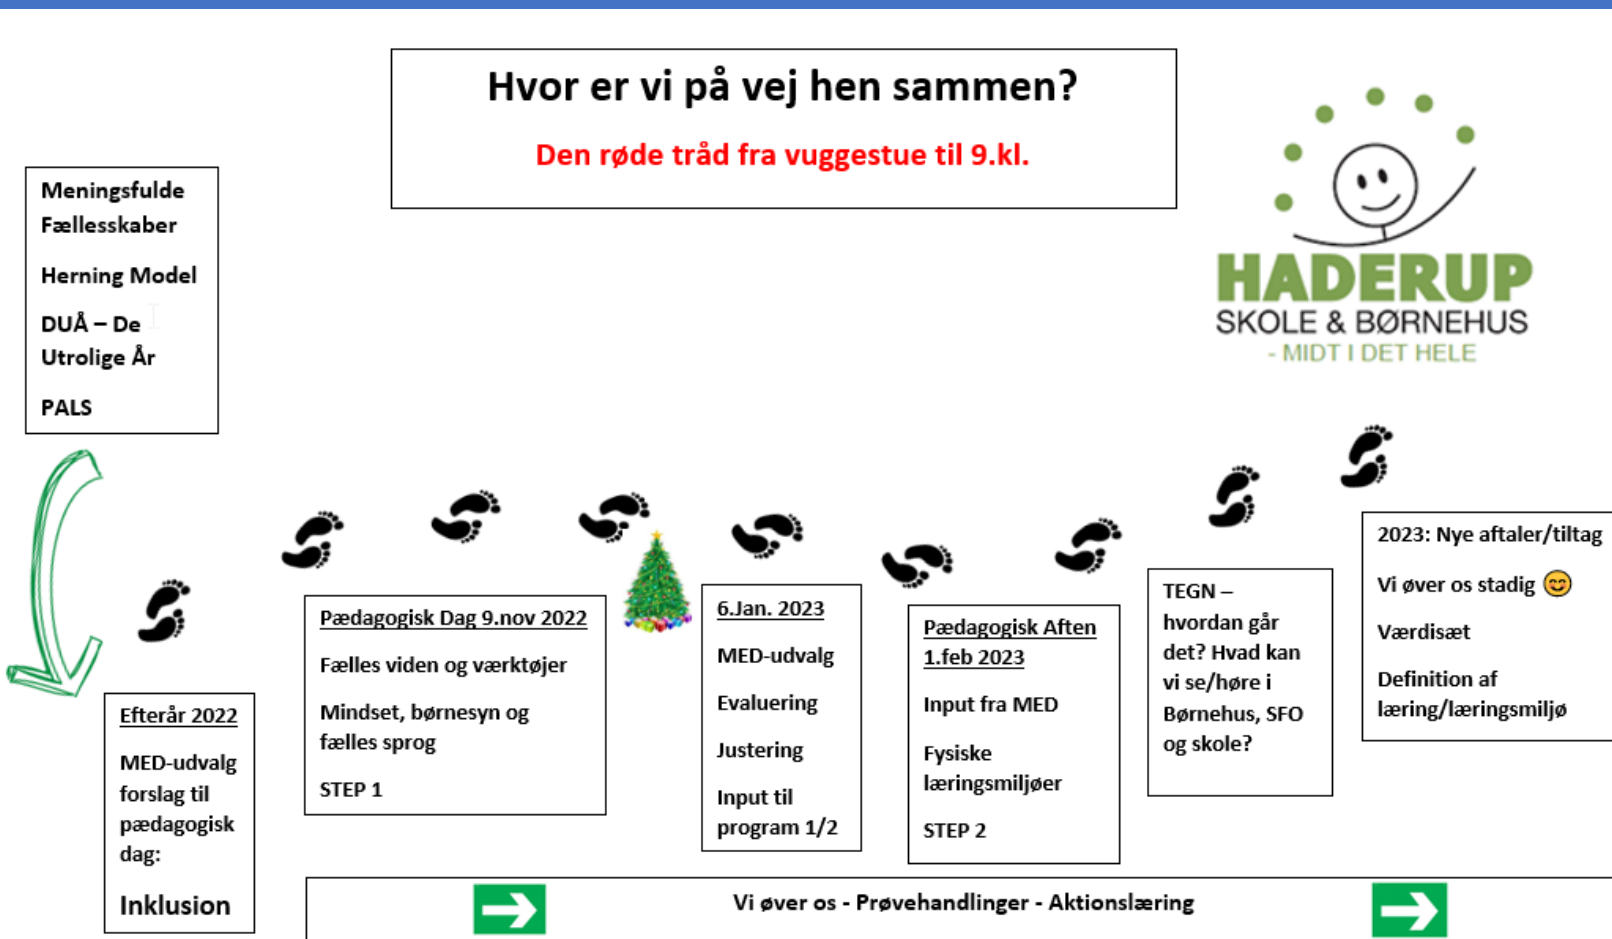 Hvor er vi på vej hen sammen?
Den røde tråd fra vuggestue til 9.kl.
HADERUP
SKOLE & BØRNEHUS
- MIDT I DET HELE
Meningsfulde
Fællesskaber
Herning Model
DUÅ – De
Utrolige År
PALS
Efterår 2022
MED-udvalg
forslag til
pædagogisk
dag:
Inklusion
Pædagogisk Dag 9.nov 2022
Fælles viden og værktøjer
Mindset, børnesyn og
fælles sprog
STEP 1
6.Jan. 2023
MED-udvalg
Evaluering
Justering
Input til
program 1/2
Pædagogisk Aften
1.feb 2023
Input fra MED
Fysiske
læringsmiljøer
STEP 2
TEGN –
hvordan går
det? Hvad kan
vi se/høre i
Børnehus, SFO
og skole?
2023: Nye aftaler/tiltag
Vi øver os stadig 😊
Værdisæt
Definition af
læring/læringsmiljø
Vi øver os - Prøvehandlinger - Aktionslæring